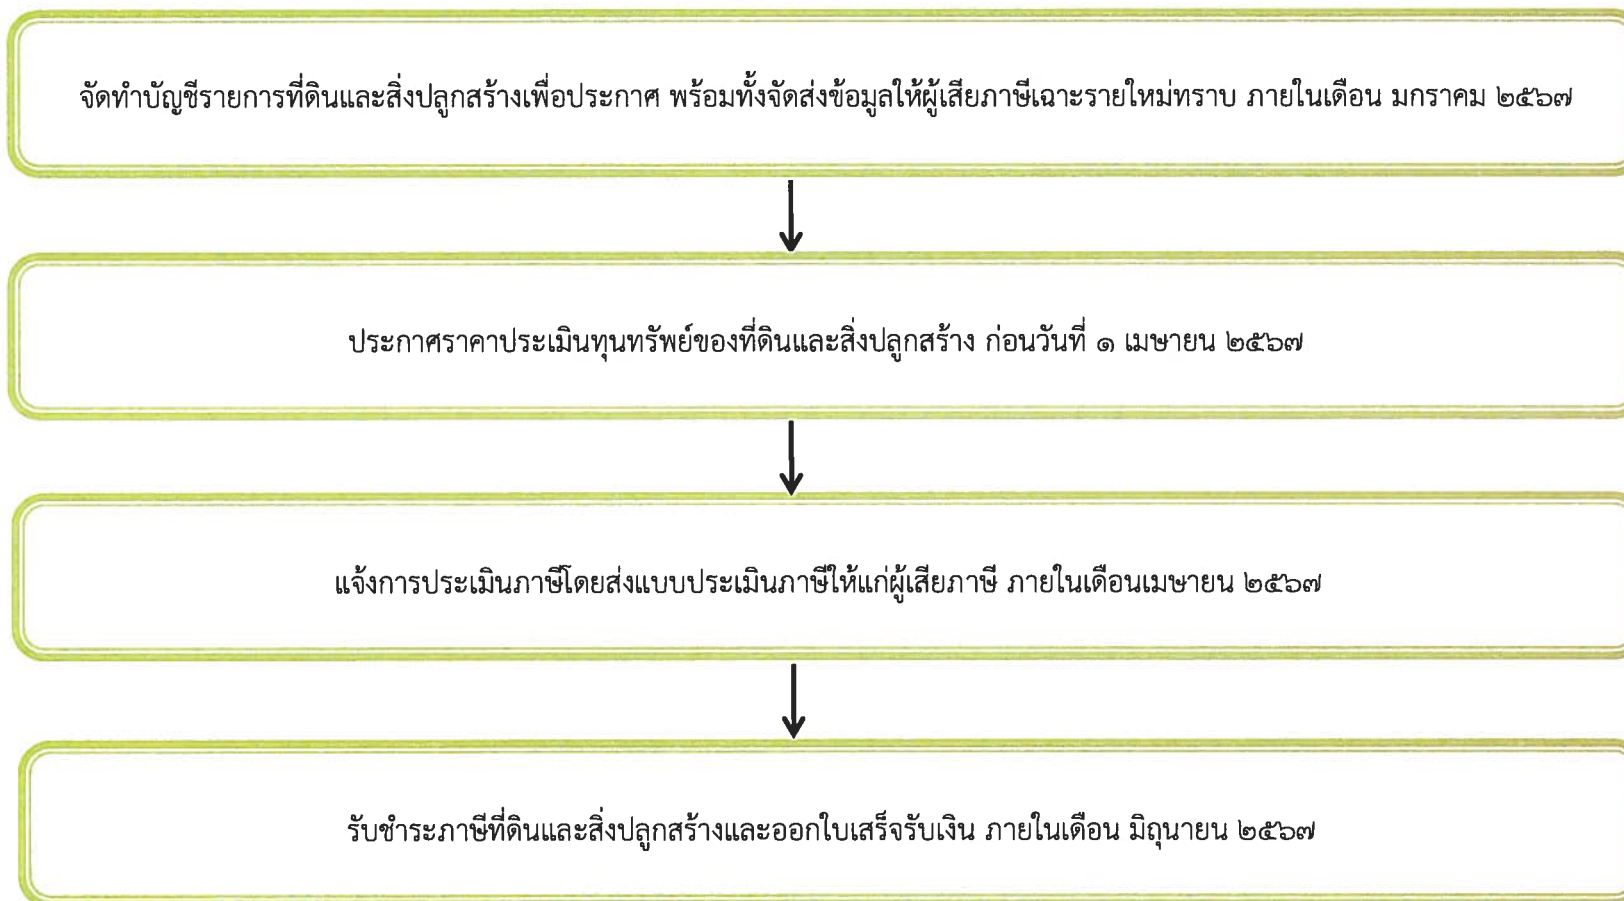 จัดทำบัญชีรายการที่ดินและสิ่งปลูกสร้างเพื่อประกาศ พร้อมทั้งจัดส่งข้อมูลให้ผู้เสียภาษีเฉาะรายใหม่ทราบ ภายในเดือน มกราคม ๒๕๖๗
ประกาศราคาประเมินทุนทรัพย์ของที่ดินและสิ่งปลูกสร้าง ก่อนวันที่ ๑ เมษายน ๒๕๖๗
แจ้งการประเมินภาษีโดยส่งแบบประเมินภาษีให้แก่ผู้เสียภาษี ภายในเดือนเมษายน ๒๕๖๗
รับชำระภาษีที่ดินและสิ่งปลูกสร้างและออกใบเสร็จรับเงิน ภายในเดือน มิถุนายน ๒๕๖๗